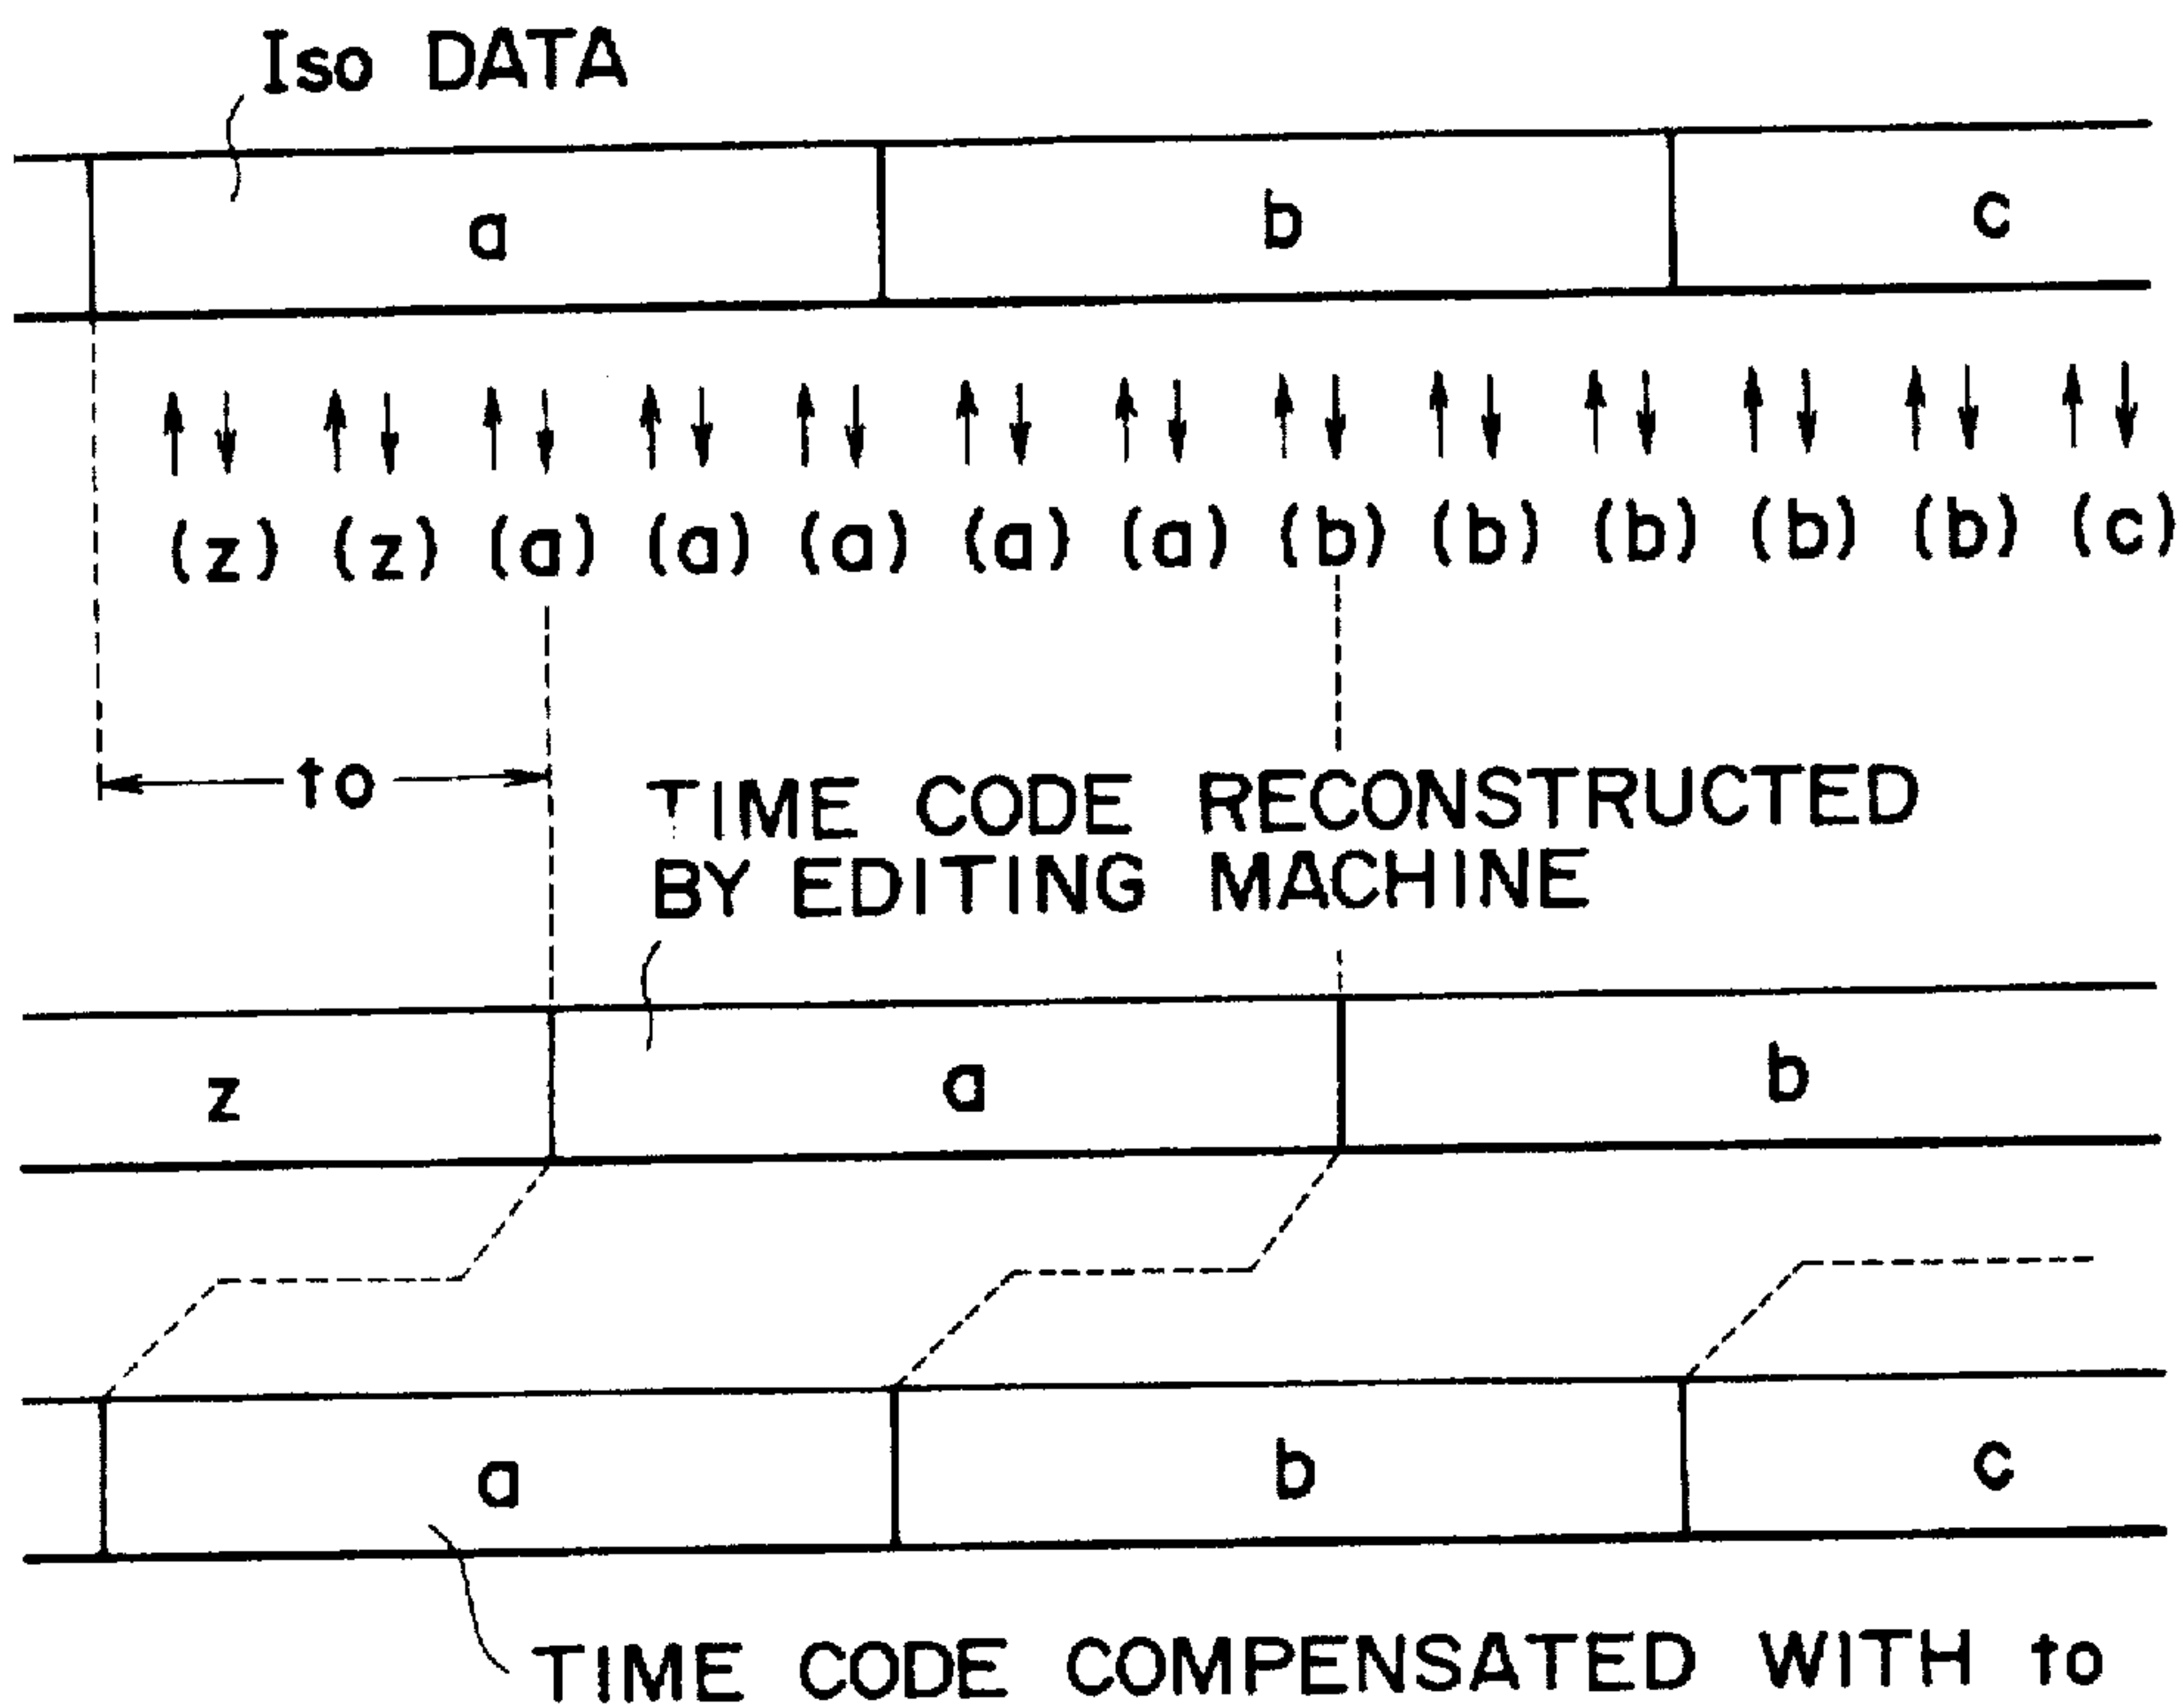 Iso DATA
a b c
(z) (z) (a) (a) (a) (a) (a) (b) (b) (b) (b) (b) (c)
to
TIME CODE RECONSTRUCTED
BY EDITING MACHINE
z a b
a b c
TIME CODE COMPENSATED WITH to